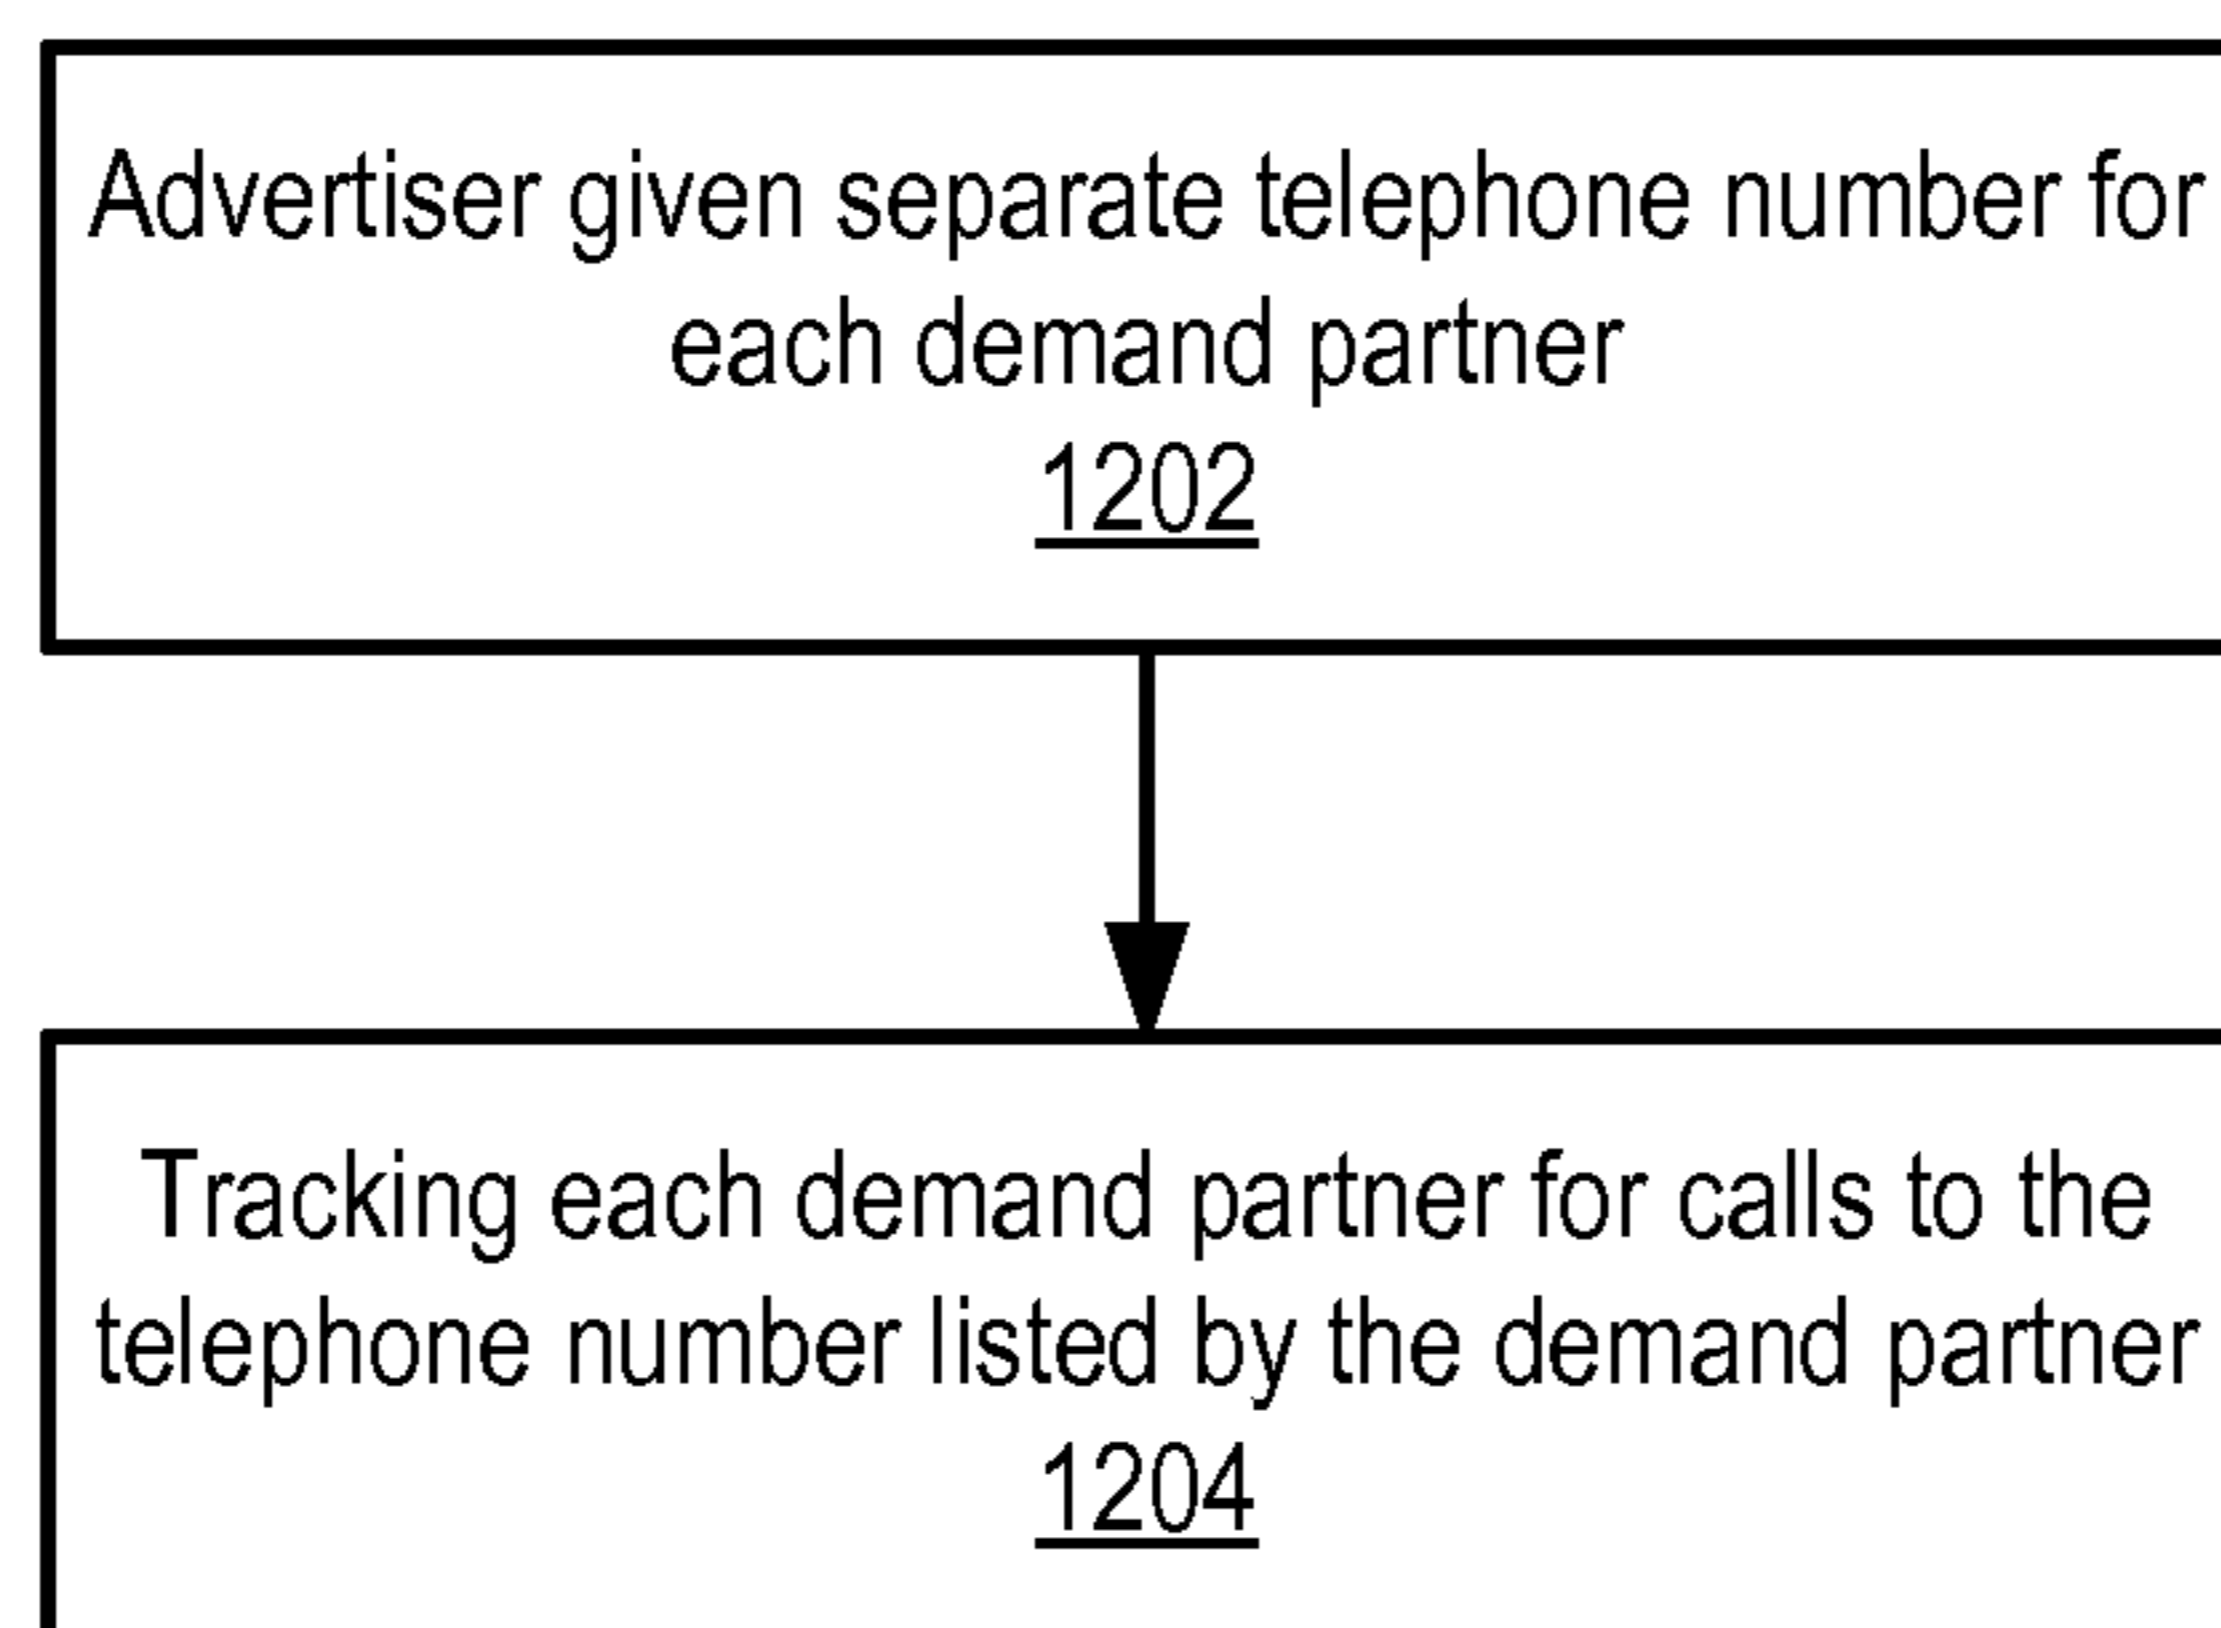 Advertiser given separate telephone number for
each demand partner
1202
Tracking each demand partner for calls to the
telephone number listed by the demand partner
1204